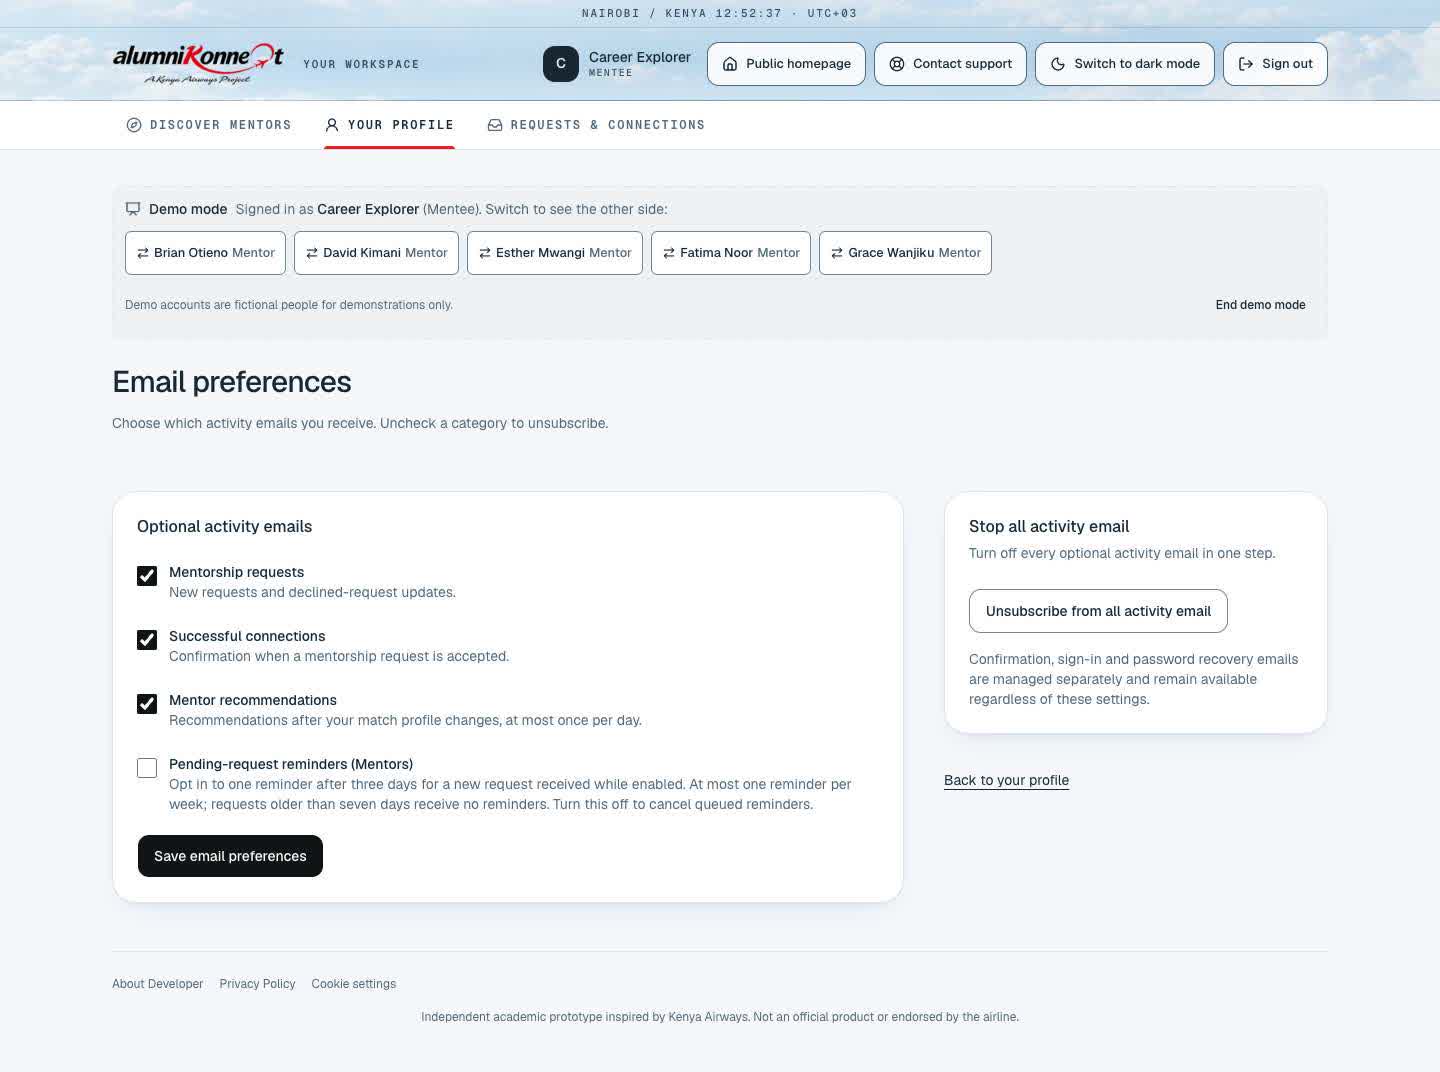 NAIROBI / KENYA 12:52:37 · UTC+03
alumniKonnect
A Kenya Airways Project
YOUR WORKSPACE
C
Career Explorer
MENTEE
Public homepage
Contact support
Switch to dark mode
Sign out
DISCOVER MENTORS
YOUR PROFILE
REQUESTS & CONNECTIONS
Demo mode Signed in as Career Explorer (Mentee). Switch to see the other side:
Brian Otieno Mentor
David Kimani Mentor
Esther Mwangi Mentor
Fatima Noor Mentor
Grace Wanjiku Mentor
Demo accounts are fictional people for demonstrations only.
End demo mode
Email preferences
Choose which activity emails you receive. Uncheck a category to unsubscribe.
Optional activity emails
Mentorship requests
New requests and declined-request updates.
Successful connections
Confirmation when a mentorship request is accepted.
Mentor recommendations
Recommendations after your match profile changes, at most once per day.
Pending-request reminders (Mentors)
Opt in to one reminder after three days for a new request received while enabled. At most one reminder per
week; requests older than seven days receive no reminders. Turn this off to cancel queued reminders.
Save email preferences
Stop all activity email
Turn off every optional activity email in one step.
Unsubscribe from all activity email
Confirmation, sign-in and password recovery emails
are managed separately and remain available
regardless of these settings.
Back to your profile
About Developer
Privacy Policy
Cookie settings
Independent academic prototype inspired by Kenya Airways. Not an official product or endorsed by the airline.